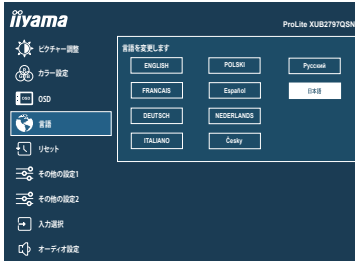 iiyama
ProLite XUB2797QSN
ピクチャー調整
カラー設定
OSD
OSD
言語
リセット
その他の設定1
その他の設定2
入力選択
オーディオ設定
言語を変更します
ENGLISH
POLSKI
Русский
FRANCAIS
Español
日本語
DEUTSCH
NEDERLANDS
ITALIANO
Česky